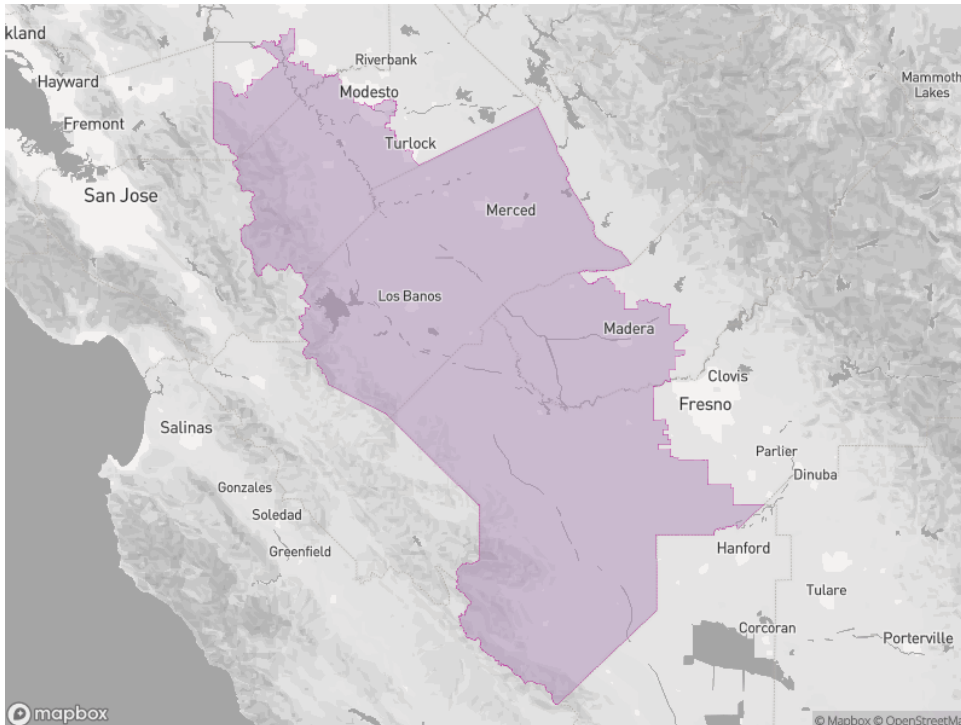 kland
Riverbank
Hayward
Mammoth
Lakes
Modesto
Fremont
Turlock
San Jose
Merced
Los Banos
Madera
Clovis
Fresno
Salinas
Parlier
Dinuba
Gonzales
Soledad
Greenfield
Hanford
Tulare
Corcoran
Porterville
mapbox
© Mapbox © OpenStreetMa